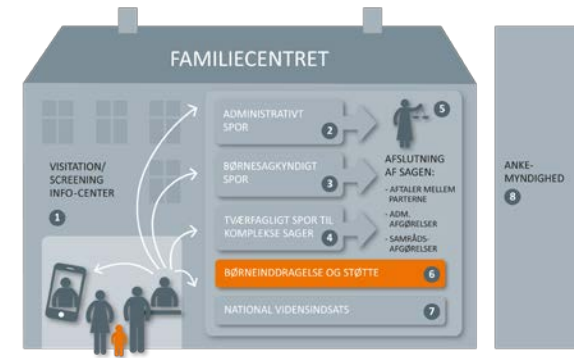 FAMILIECENTRET
VISITATION/
SCREENING
INFO-CENTER
1
ADMINISTRATIVT
SPOR
2
BØRNESAGKYNDIGT
SPOR
3
TVÆRFAGLIGT SPOR TIL
KOMPLEKSE SAGER
4
5
AFSLUTNING
AF SAGEN:
- AFTALER MELLEM
PARTERNE
- ADM.
AFGØRELSER
- SAMRÅDS-
AFGØRELSER
BØRNEINDDRAGELSE OG STØTTE
6
NATIONAL VIDENSINDSATS
7
ANKE-
MYNDIGHED
8